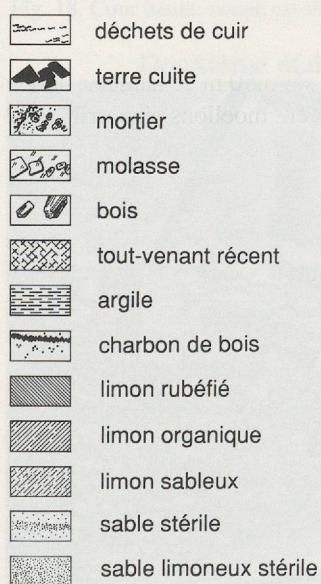 déchets de cuir
terre cuite
mortier
molasse
bois
tout-venant récent
argile
charbon de bois
limon rubéfié
limon organique
limon sableux
sable stérile
sable limoneux stérile